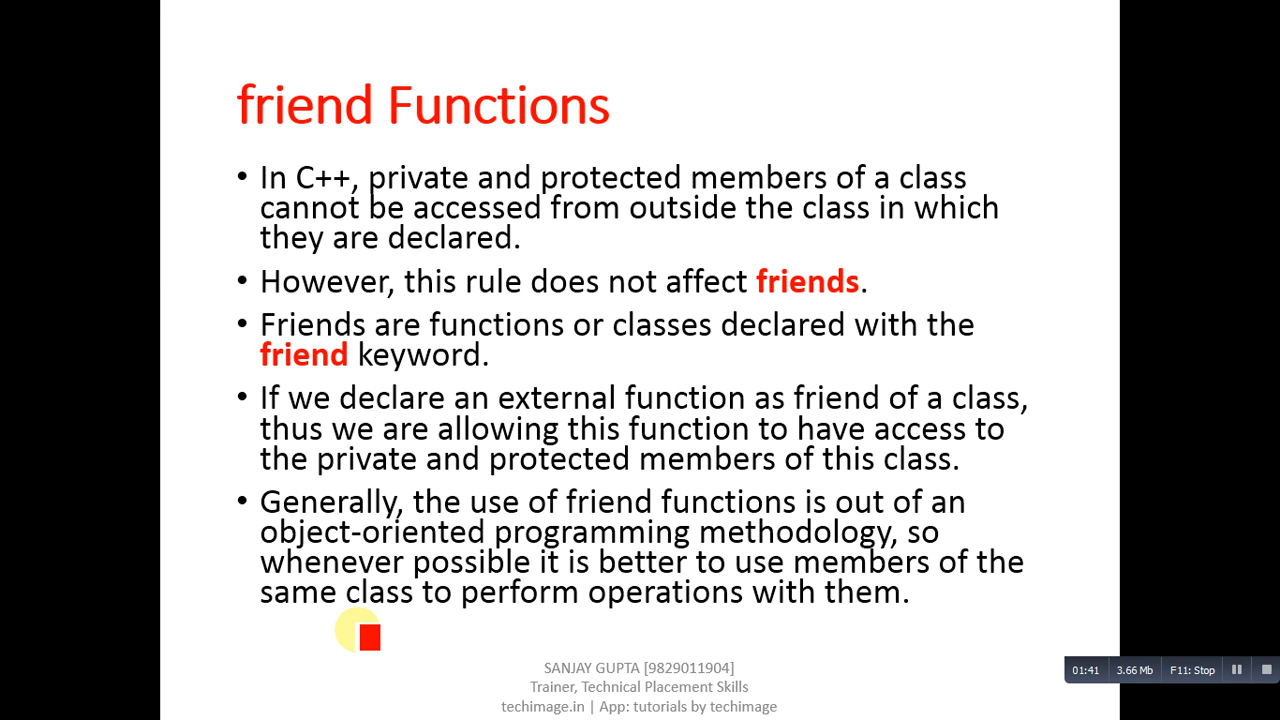 friend Functions
• In C++, private and protected members of a class
cannot be accessed from outside the class in which
they are declared.
• However, this rule does not affect friends.
• Friends are functions or classes declared with the
friend keyword.
• If we declare an external function as friend of a class,
thus we are allowing this function to have access to
the private and protected members of this class.
• Generally, the use of friend functions is out of an
object-oriented programming methodology, so
whenever possible it is better to use members of the
same class to perform operations with them.
SANJAY GUPTA [9829011904]
Trainer, Technical Placement Skills
techimage.in | App: tutorials by techimage
01:41 3.66 Mb F11: Stop